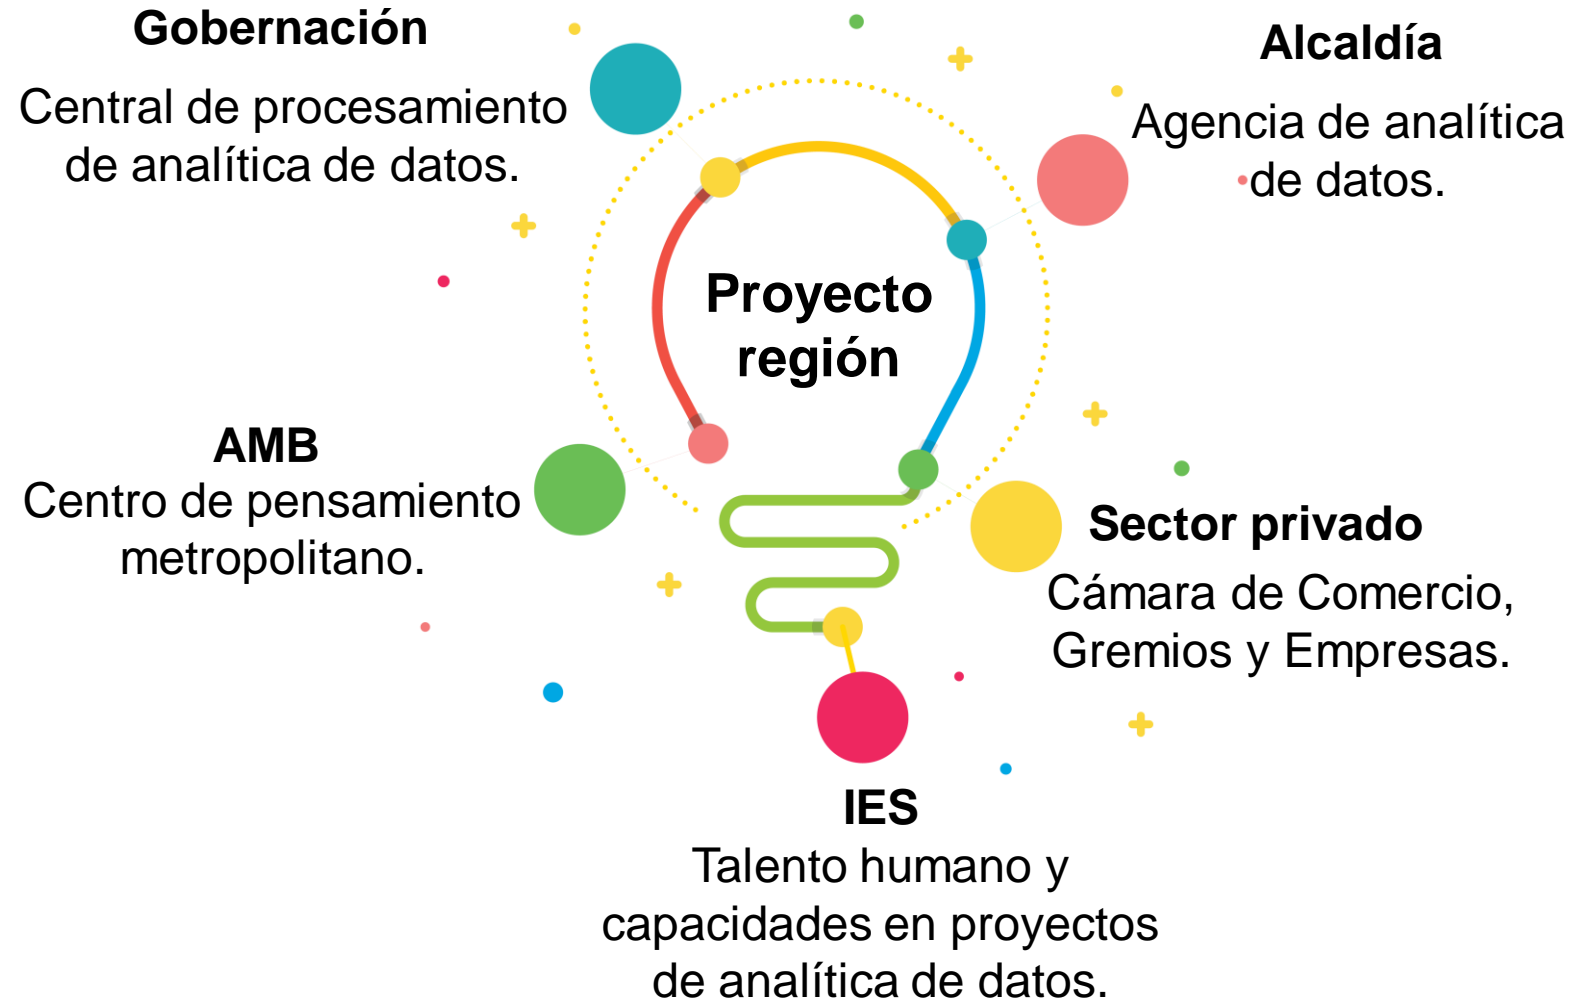 Gobernación
Central de procesamiento
de analítica de datos.
Alcaldía
Agencia de analítica
de datos.
Proyecto
región
AMB
Centro de pensamiento
metropolitano.
Sector privado
Cámara de Comercio,
Gremios y Empresas.
IES
Talento humano y
capacidades en proyectos
de analítica de datos.